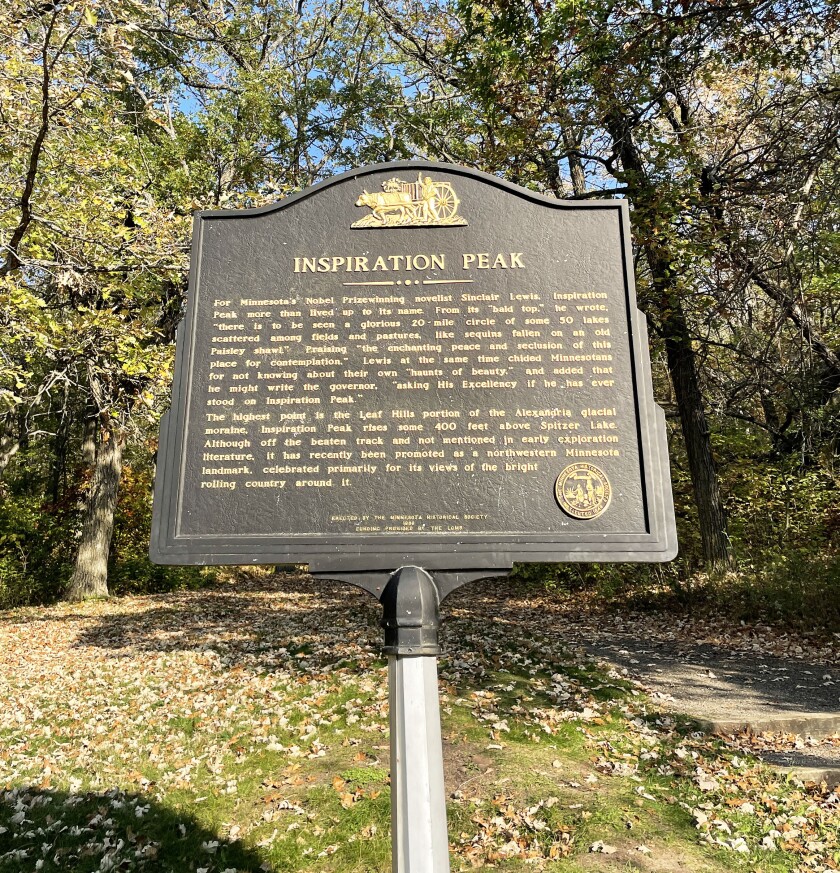 INSPIRATION PEAK
For Minnesota's Nobel Prizewinning novelist Sinclair Lewis, Inspiration
Peak more than lived up to its name. From its "bald top," he wrote,
"there is to be seen a glorious 20-mile circle of some 50 lakes
scattered among fields and pastures, like sequins fallen on an old
Paisley shawl." Praising "the enchanting peace and seclusion of this
place for contemplation," Lewis at the same time chided Minnesotans
for not knowing about their own "haunts of beauty," and added that
he might write the governor, "asking His Excellency if he has ever
stood on Inspiration Peak."
The highest point is the Leaf Hills portion of the Alexandria glacial
moraine, Inspiration Peak rises some 400 feet above Spitzer Lake.
Although off the beaten track and not mentioned in early exploration
literature, it has recently been promoted as a northwestern Minnesota
landmark, celebrated primarily for its views of the bright
rolling country around it.
ERECTED BY THE MINNESOTA HISTORICAL SOCIETY
FUNDING PROVIDED BY THE LCMR